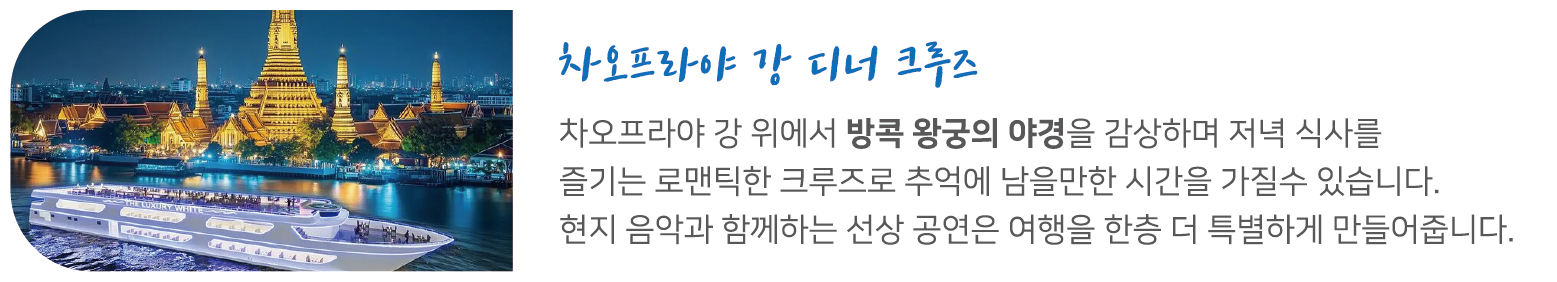 차오프라야 강 디너 크루즈
차오프라야 강 위에서 방콕 왕궁의 야경을 감상하며 저녁 식사를
즐기는 로맨틱한 크루즈로 추억에 남을만한 시간을 가질수 있습니다.
현지 음악과 함께하는 선상 공연은 여행을 한층 더 특별하게 만들어줍니다.
THE LUXURY WHITE